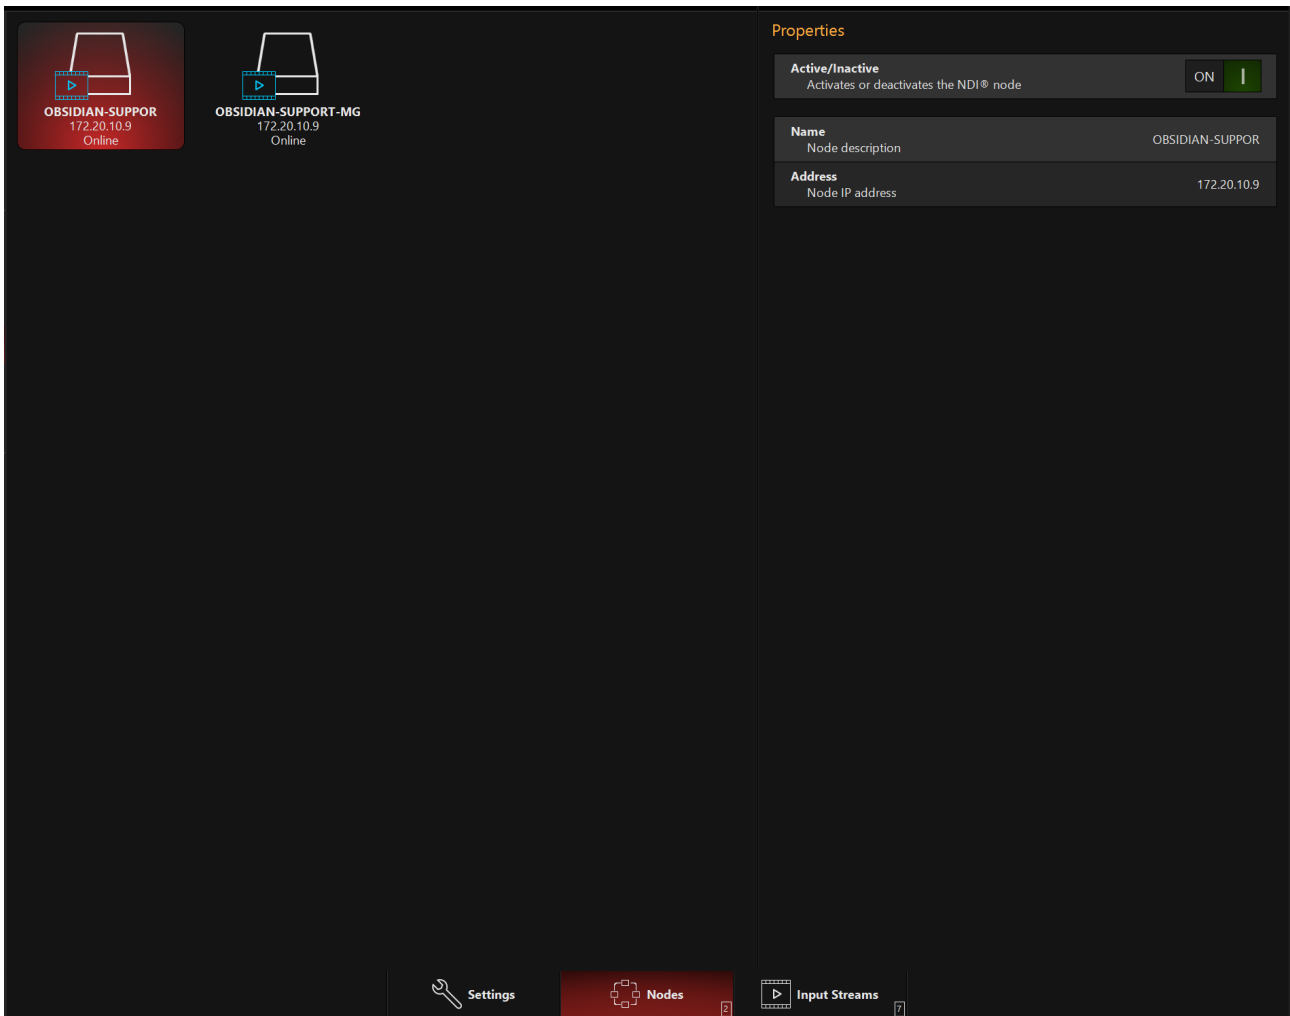 OBSIDIAN-SUPPOR
172.20.10.9
Online
OBSIDIAN-SUPPORT-MG
172.20.10.9
Online
Properties
Active/Inactive
Activates or deactivates the NDI® node
ON
Name
Node description
OBSIDIAN-SUPPOR
Address
Node IP address
172.20.10.9
Settings
Nodes
2
Input Streams
7